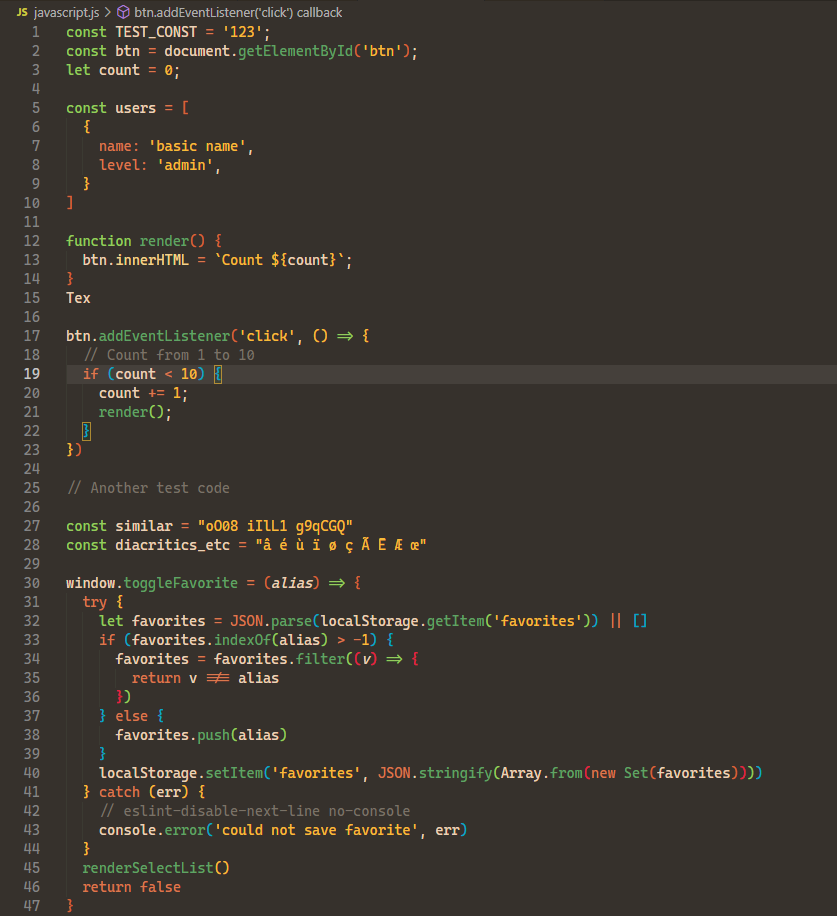 JS javascript.js > btn.addEventListener('click') callback
1 const TEST_CONST = '123';
2 const btn = document.getElementById('btn');
3 let count = 0;
4
5 const users = [
6   {
7     name: 'basic name',
8     level: 'admin',
9   }
10 ]
11
12 function render() {
13   btn.innerHTML = `Count ${count}`;
14 }
15 Tex
16
17 btn.addEventListener('click', () => {
18   // Count from 1 to 10
19   if (count < 10) {
20     count += 1;
21     render();
22   }
23 })
24
25 // Another test code
26
27 const similar = "oO08 iIlL1 g9qCGQ"
28 const diacritics_etc = "â é ù ï ø ç Ã Ē Æ œ"
29
30 window.toggleFavorite = (alias) => {
31   try {
32     let favorites = JSON.parse(localStorage.getItem('favorites')) || []
33     if (favorites.indexOf(alias) > -1) {
34       favorites = favorites.filter((v) => {
35         return v !== alias
36       })
37     } else {
38       favorites.push(alias)
39     }
40     localStorage.setItem('favorites', JSON.stringify(Array.from(new Set(favorites))))
41   } catch (err) {
42     // eslint-disable-next-line no-console
43     console.error('could not save favorite', err)
44   }
45   renderSelectList()
46   return false
47 }